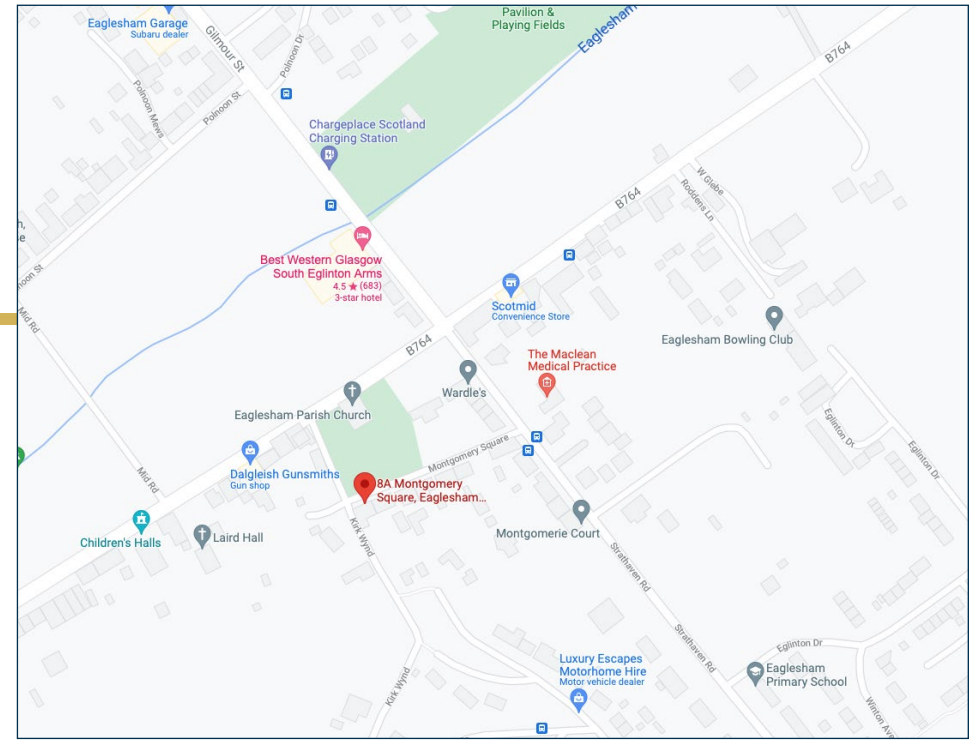 Eaglesham Garage
Subaru dealer
Gilmour St
Polnoon Dr
Pavilion &
Playing Fields
Eaglesham
B764
Polnoon Mews
Polnoon St
Chargeplace Scotland
Charging Station
W Glebe
Roddens Ln
B764
Best Western Glasgow
South Eglinton Arms
4.5 ★ (683)
3-star hotel
Mid Rd
Scotmid
Convenience Store
Eaglesham Bowling Club
B764
The Maclean
Medical Practice
Wardle's
Eaglesham Parish Church
Eglinton Dr
Eglinton Dr
Montgomery Square
Dalgleish Gunsmiths
Gun shop
Mid Rd
8A Montgomery
Square, Eaglesham...
Kirk Wynd
Children's Halls
Laird Hall
Montgomerie Court
Strathaven Rd
Strathaven Rd
Eglinton Dr
Luxury Escapes
Motorhome Hire
Motor vehicle dealer
Eaglesham
Primary School
Kirk Wynd
Winton Ave